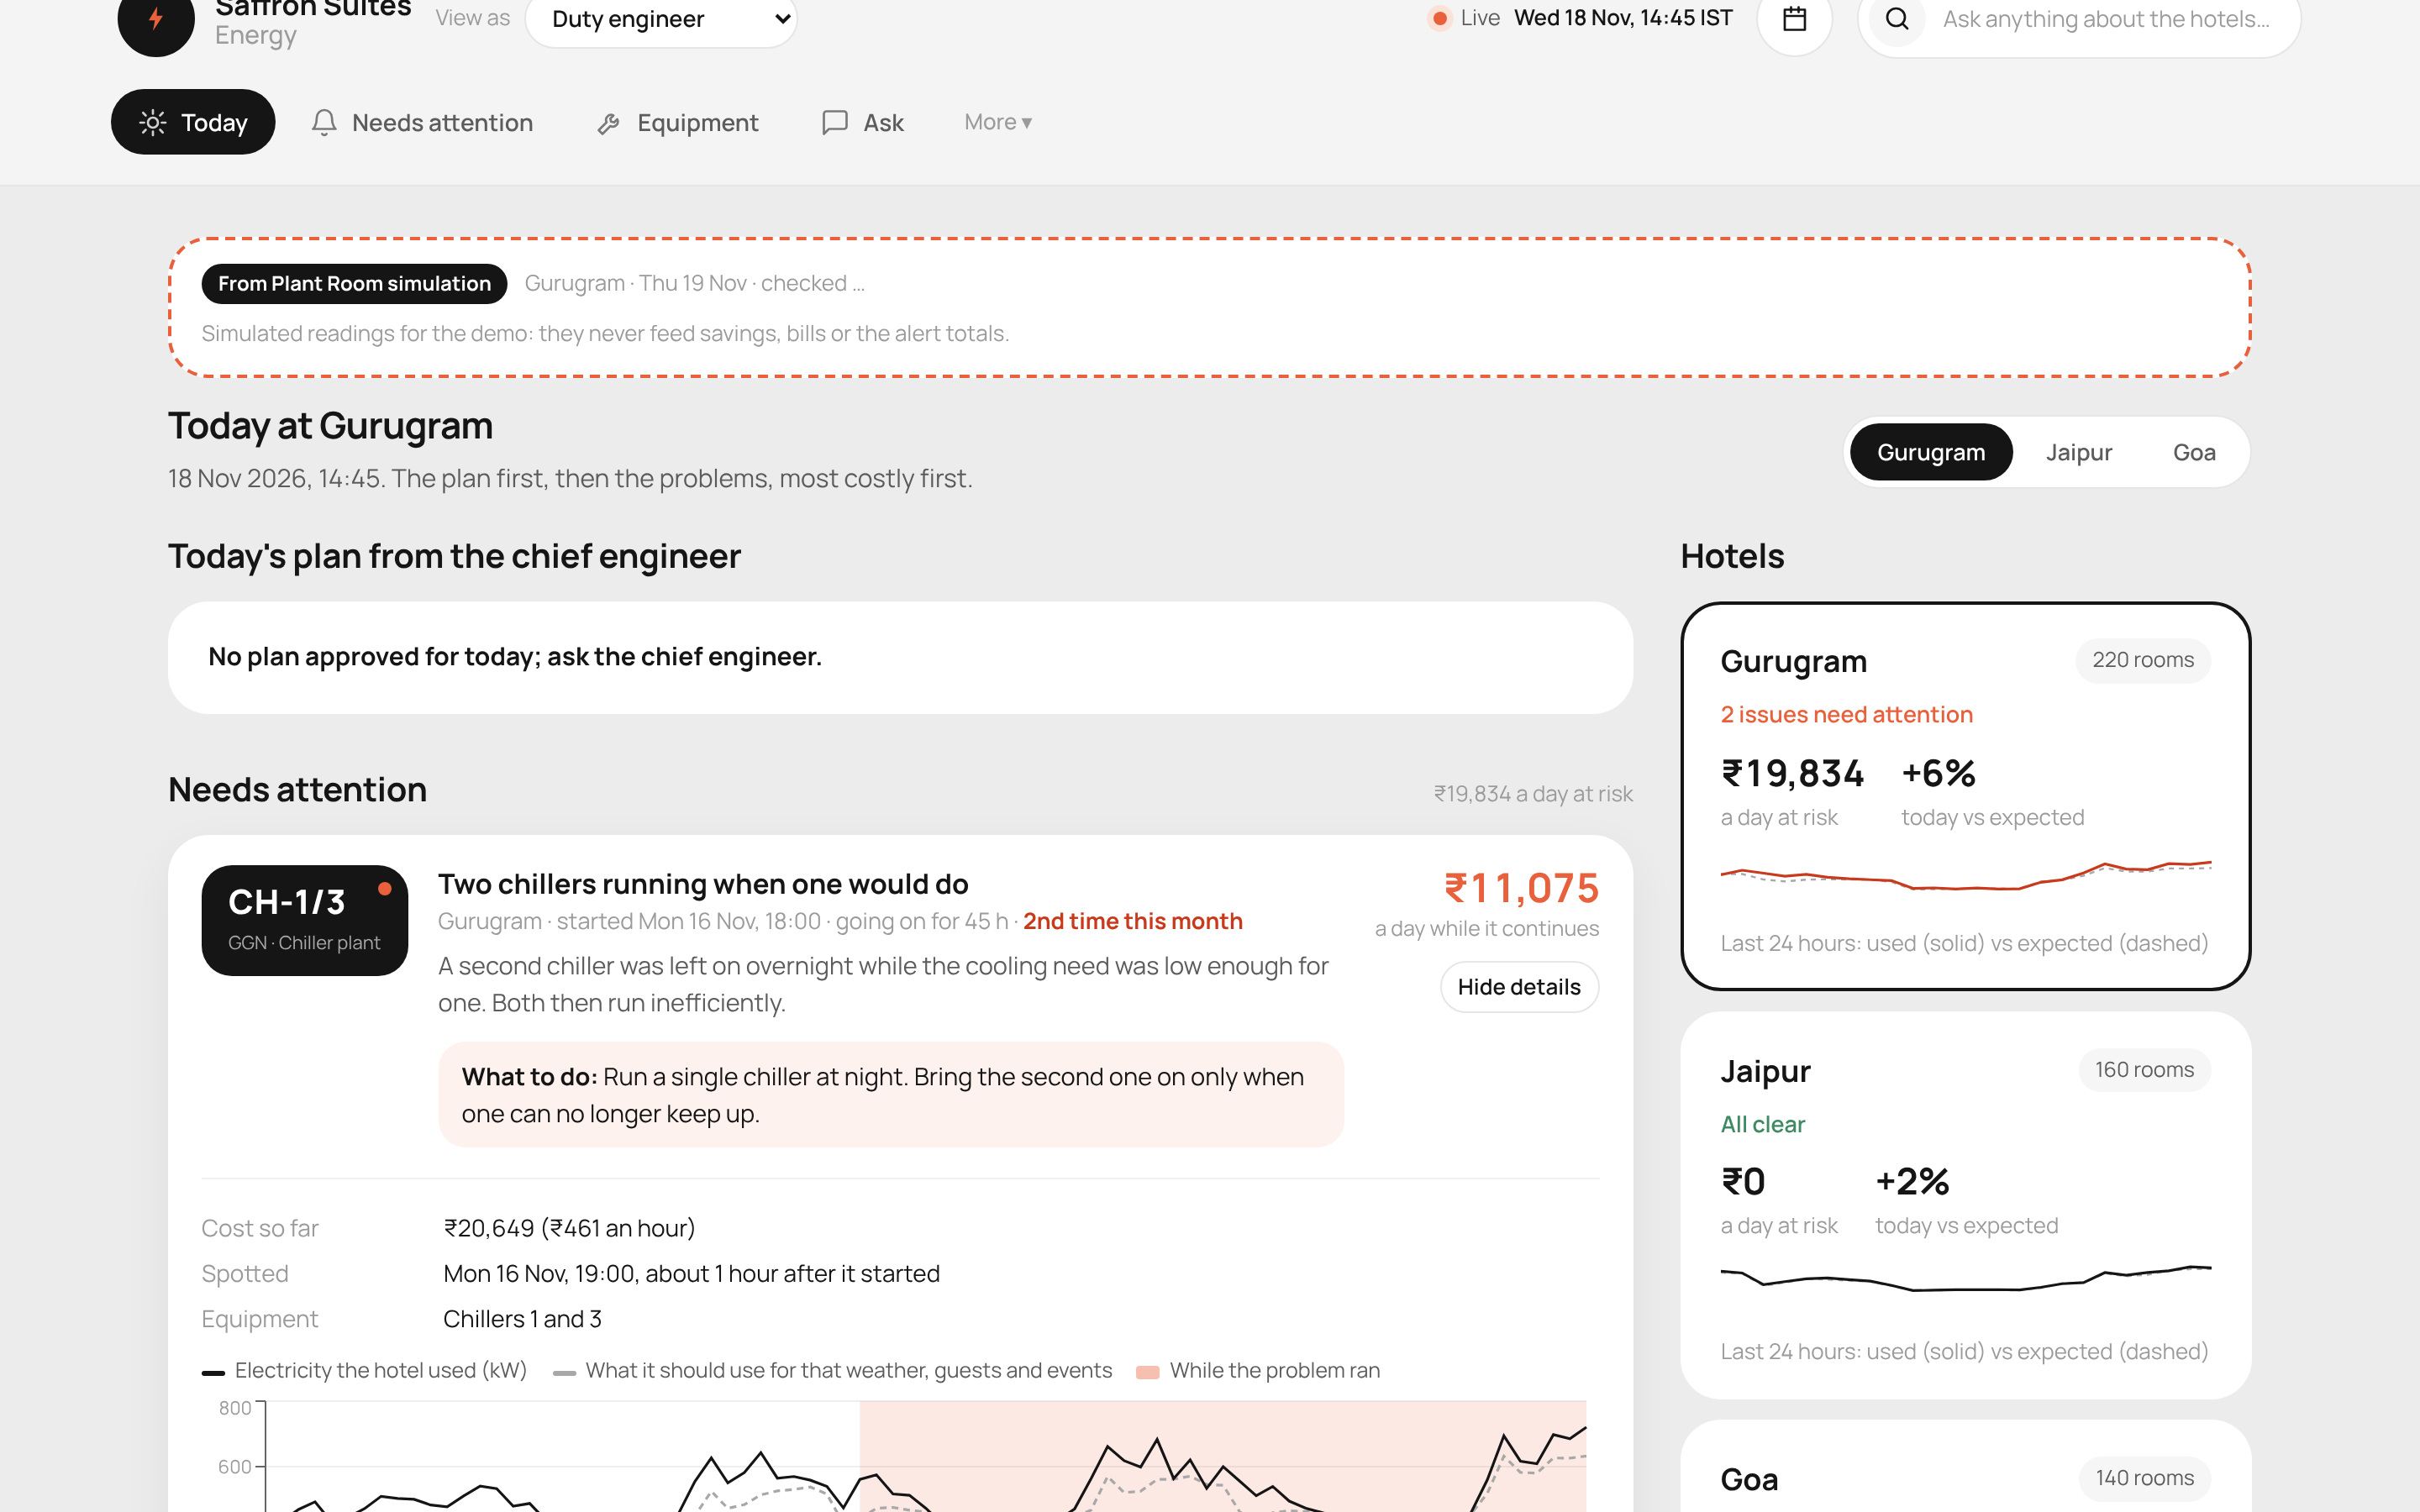 Saffron Suites
Energy
View as
Duty engineer
Live Wed 18 Nov, 14:45 IST
Ask anything about the hotels...
Today
Needs attention
Equipment
Ask
More ▾
From Plant Room simulation
Gurugram · Thu 19 Nov · checked ...
Simulated readings for the demo: they never feed savings, bills or the alert totals.
Today at Gurugram
18 Nov 2026, 14:45. The plan first, then the problems, most costly first.
Gurugram
Jaipur
Goa
Today's plan from the chief engineer
No plan approved for today; ask the chief engineer.
Needs attention
₹19,834 a day at risk
CH-1/3
GGN · Chiller plant
Two chillers running when one would do
Gurugram · started Mon 16 Nov, 18:00 · going on for 45 h · 2nd time this month
A second chiller was left on overnight while the cooling need was low enough for
one. Both then run inefficiently.
What to do: Run a single chiller at night. Bring the second one on only when
one can no longer keep up.
₹11,075
a day while it continues
Hide details
Cost so far
₹20,649 (₹461 an hour)
Spotted
Mon 16 Nov, 19:00, about 1 hour after it started
Equipment
Chillers 1 and 3
Electricity the hotel used (kW)
What it should use for that weather, guests and events
While the problem ran
800
600
Hotels
Gurugram
220 rooms
2 issues need attention
₹19,834
+6%
a day at risk
today vs expected
Last 24 hours: used (solid) vs expected (dashed)
Jaipur
160 rooms
All clear
₹0
+2%
a day at risk
today vs expected
Last 24 hours: used (solid) vs expected (dashed)
Goa
140 rooms